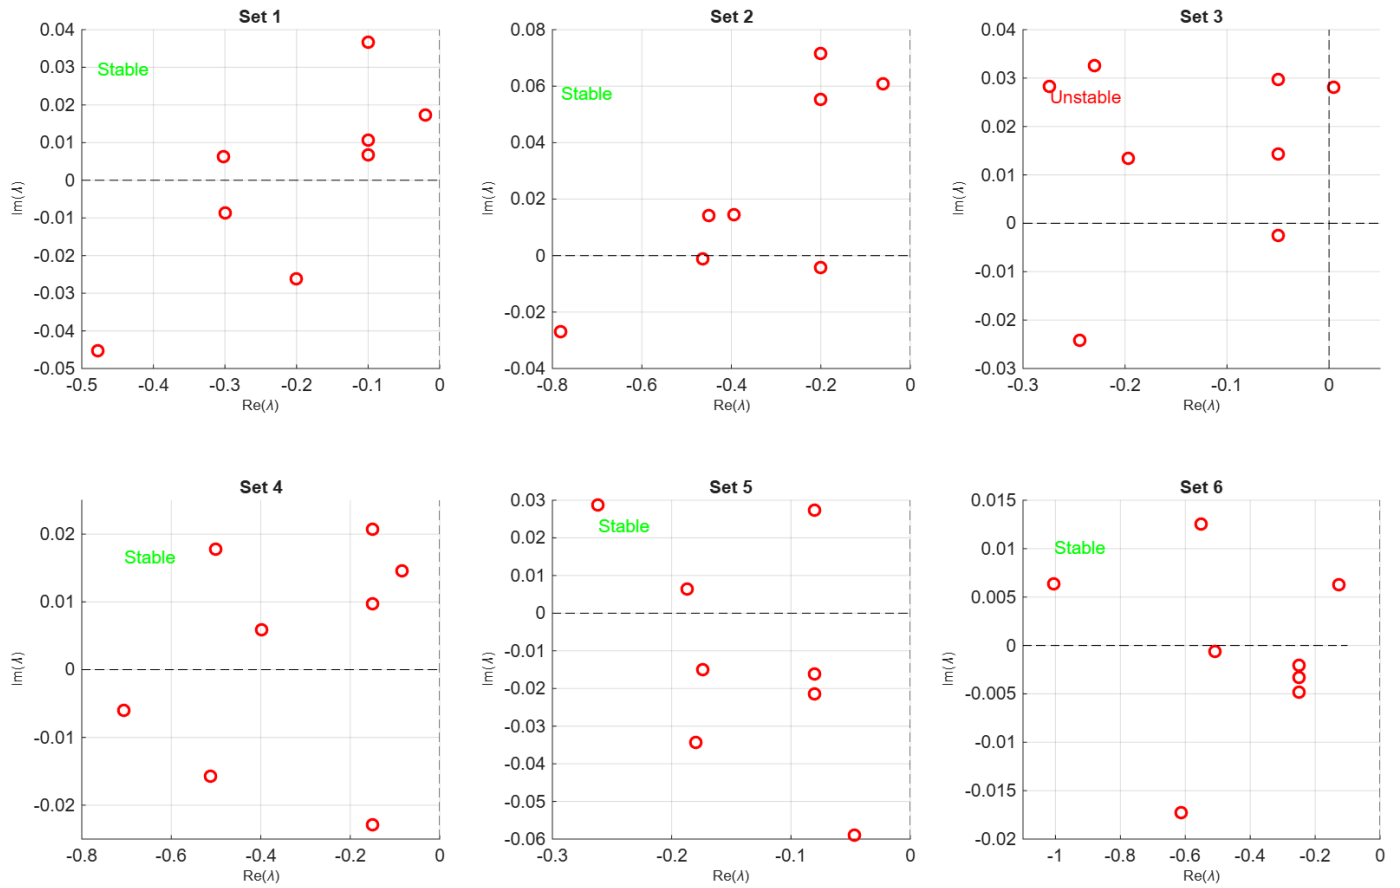 Set 1
0.04
0.03
0.02
0.01
0
-0.01
-0.02
-0.03
-0.04
-0.05
Im(λ)
Stable
-0.5 -0.4 -0.3 -0.2 -0.1 0
Re(λ)
Set 2
0.08
0.06
0.04
0.02
0
-0.02
-0.04
Im(λ)
Stable
-0.8 -0.6 -0.4 -0.2 0
Re(λ)
Set 3
0.04
0.03
0.02
0.01
0
-0.01
-0.02
-0.03
Im(λ)
Unstable
-0.3 -0.2 -0.1 0
Re(λ)
Set 4
0.02
0.01
0
-0.01
-0.02
Im(λ)
Stable
-0.8 -0.6 -0.4 -0.2 0
Re(λ)
Set 5
0.03
0.02
0.01
0
-0.01
-0.02
-0.03
-0.04
-0.05
-0.06
Im(λ)
Stable
-0.3 -0.2 -0.1 0
Re(λ)
Set 6
0.015
0.01
0.005
0
-0.005
-0.01
-0.015
-0.02
Im(λ)
Stable
-1 -0.8 -0.6 -0.4 -0.2 0
Re(λ)